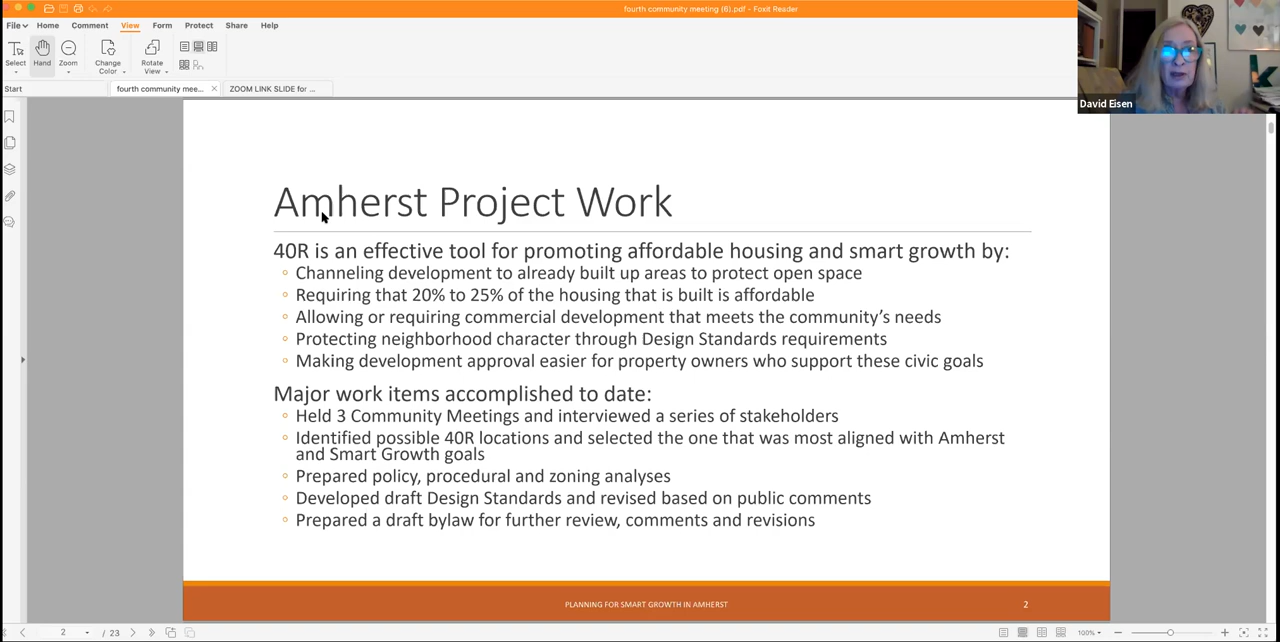 fourth community meeting (6).pdf - Foxit Reader
File Home Comment View Form Protect Share Help
Select Hand Zoom Change Color Rotate View
Start fourth community mee... ZOOM LINK SLIDE for ...
David Eisen
Amherst Project Work
40R is an effective tool for promoting affordable housing and smart growth by:
Channeling development to already built up areas to protect open space
Requiring that 20% to 25% of the housing that is built is affordable
Allowing or requiring commercial development that meets the community's needs
Protecting neighborhood character through Design Standards requirements
Making development approval easier for property owners who support these civic goals
Major work items accomplished to date:
Held 3 Community Meetings and interviewed a series of stakeholders
Identified possible 40R locations and selected the one that was most aligned with Amherst
and Smart Growth goals
Prepared policy, procedural and zoning analyses
Developed draft Design Standards and revised based on public comments
Prepared a draft bylaw for further review, comments and revisions
PLANNING FOR SMART GROWTH IN AMHERST 2
2 / 23 100%